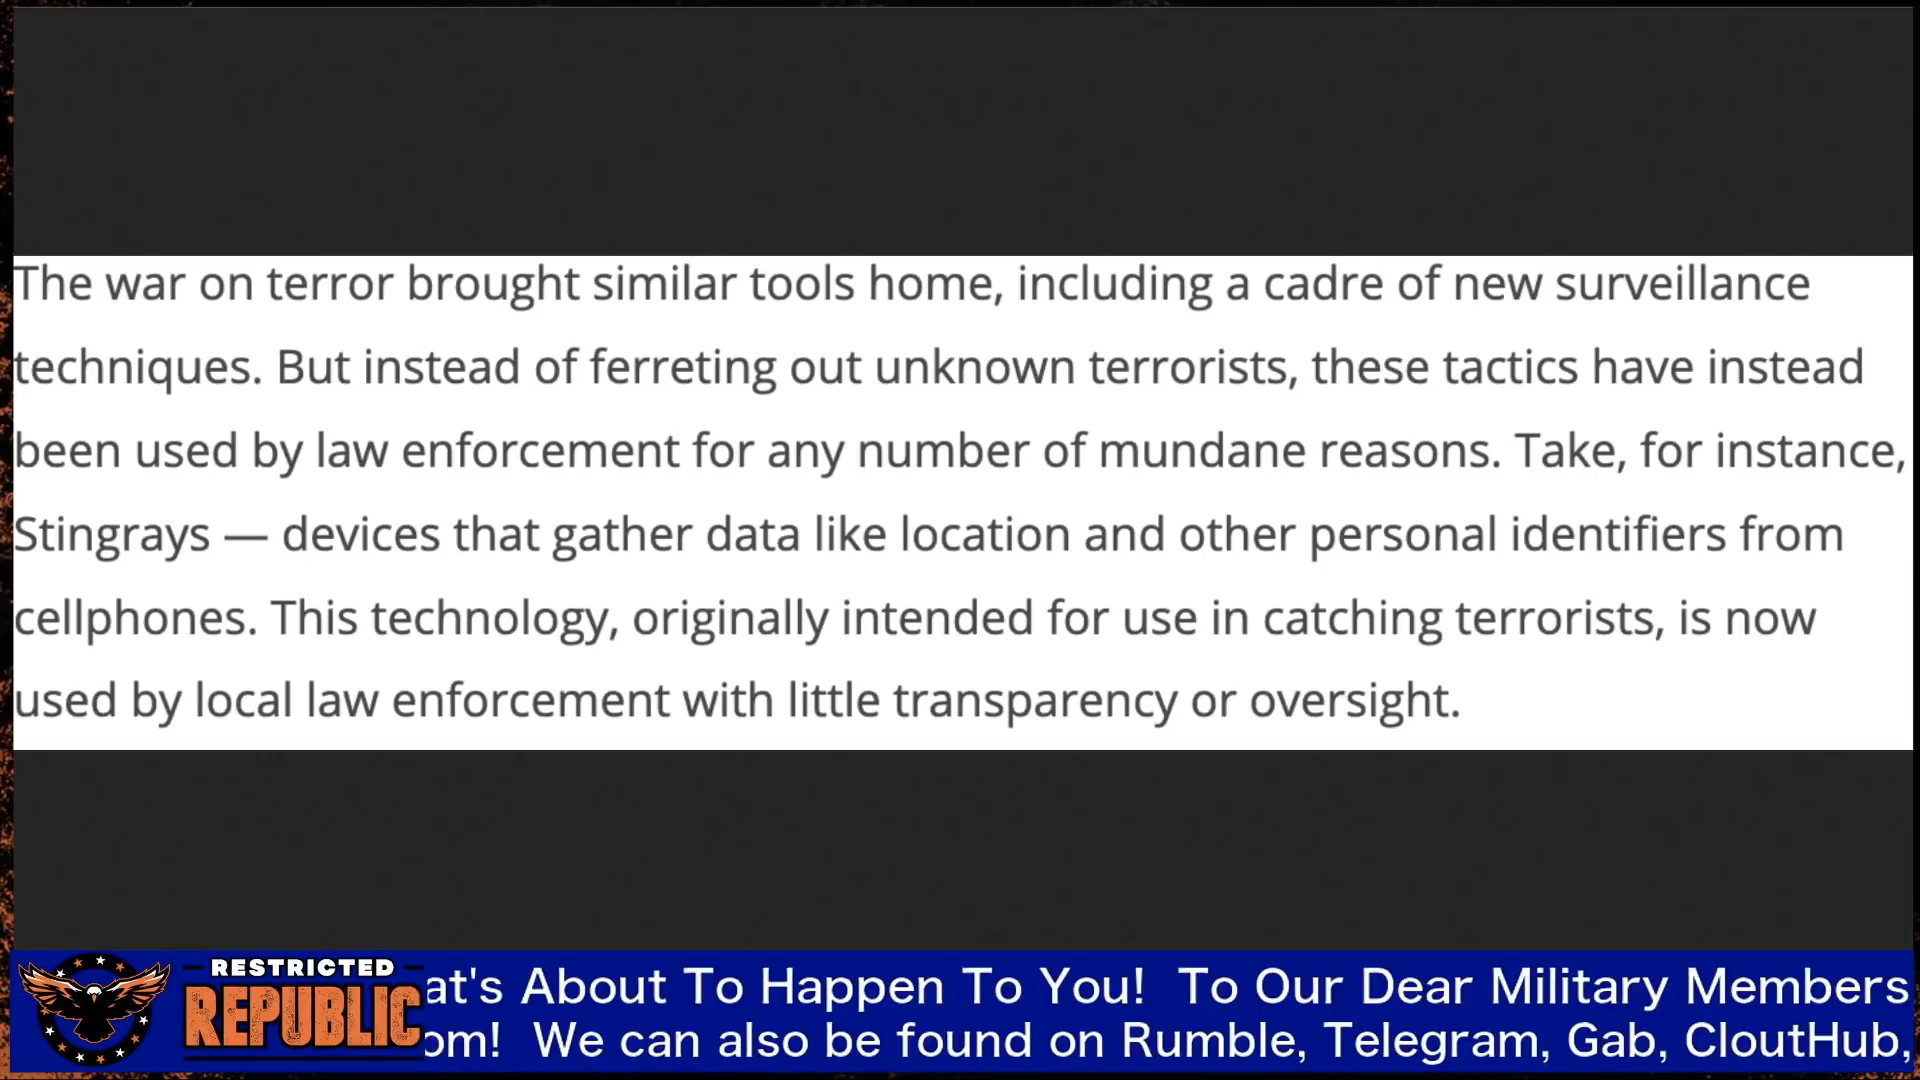 The war on terror brought similar tools home, including a cadre of new surveillance
techniques. But instead of ferreting out unknown terrorists, these tactics have instead
been used by law enforcement for any number of mundane reasons. Take, for instance,
Stingrays — devices that gather data like location and other personal identifiers from
cellphones. This technology, originally intended for use in catching terrorists, is now
used by local law enforcement with little transparency or oversight.
RESTRICTED
REPUBLIC
at's About To Happen To You! To Our Dear Military Members
om! We can also be found on Rumble, Telegram, Gab, CloutHub,